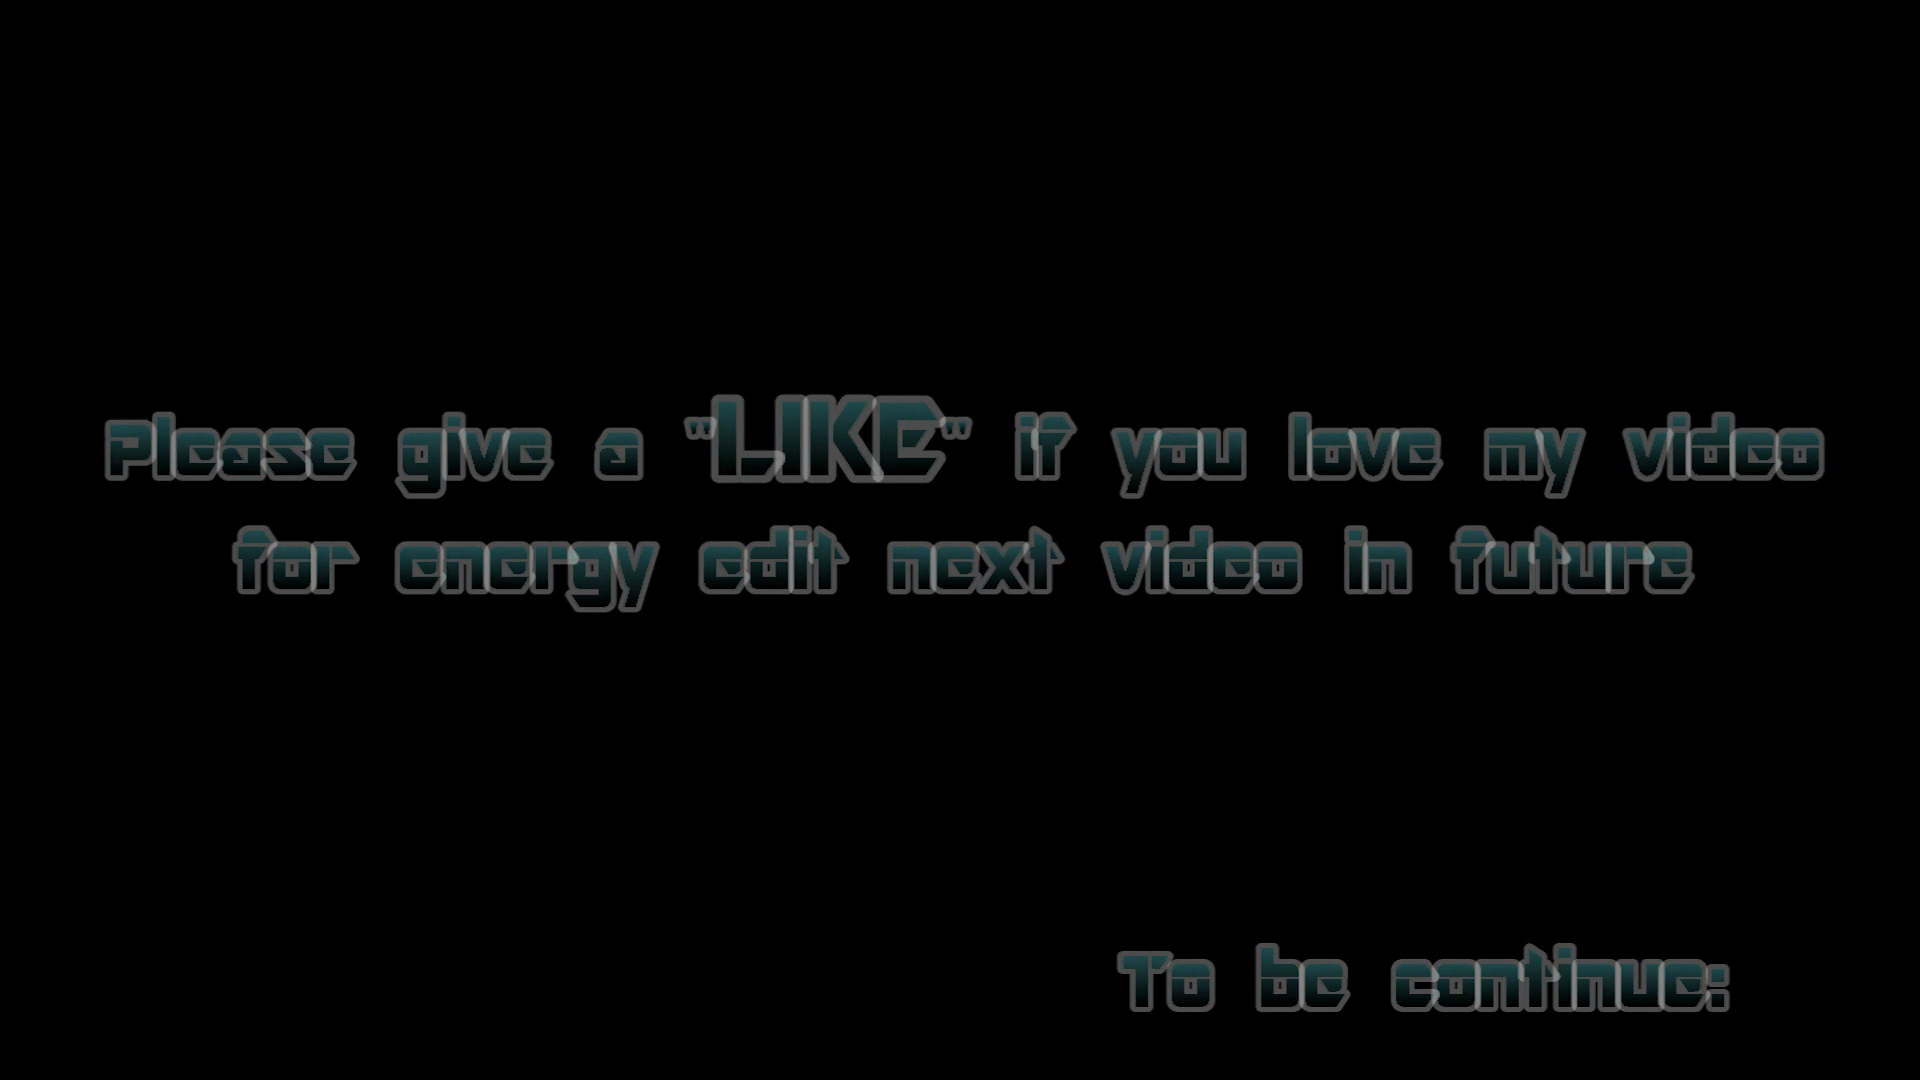 Please give a "LIKE" if you love my video
for energy edit next video in future
To be continue: